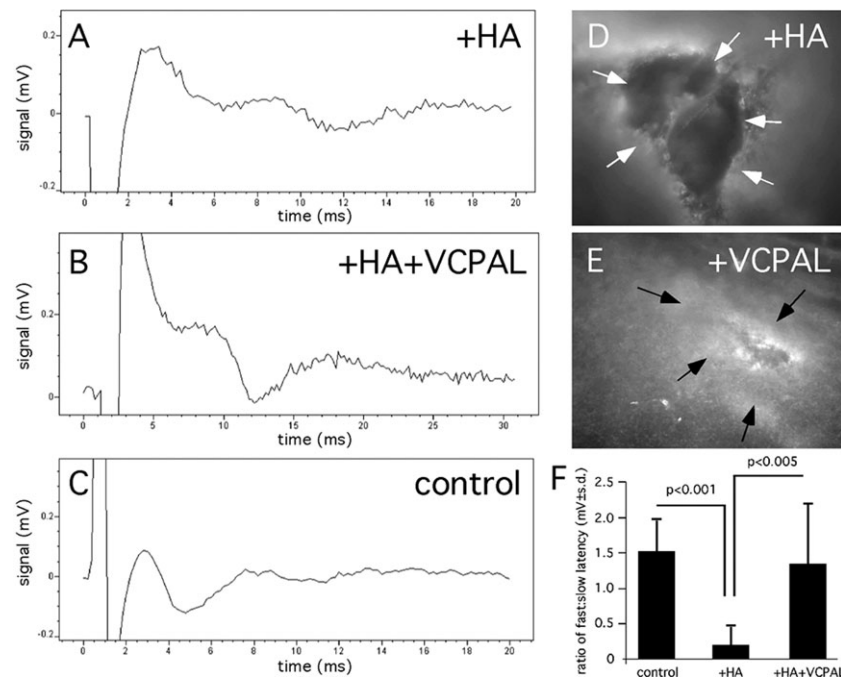 A
+HA
signal (mV)
0.2
0
-0.2
0 2 4 6 8 10 12 14 16 18 20
time (ms)
B
+HA+VCPAL
signal (mV)
0.2
0
0 5 10 15 20 25 30
time (ms)
C
control
signal (mV)
0.2
0
-0.2
0 2 4 6 8 10 12 14 16 18 20
time (ms)
D
+HA
E
+VCPAL
F
ratio of fast:slow latency (mV±s.d.)
2.5
2.0
1.5
1.0
0.5
0
p<0.001
p<0.005
control +HA +HA+VCPAL